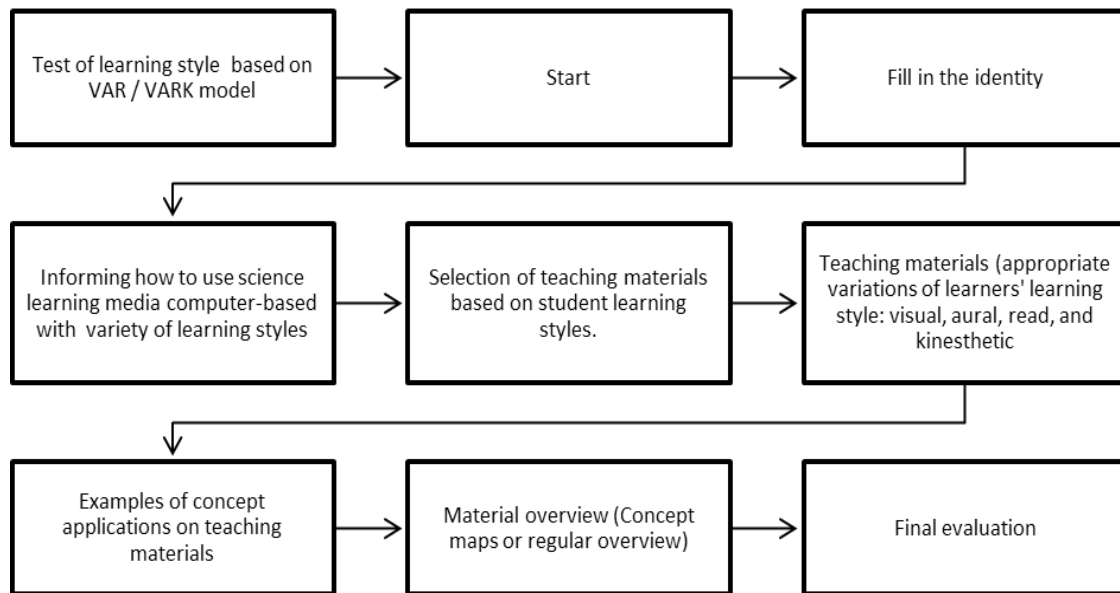 Test of learning style based on
VAR / VARK model
Start
Fill in the identity
Informing how to use science
learning media computer-based
with variety of learning styles
Selection of teaching materials
based on student learning
styles.
Teaching materials (appropriate
variations of learners' learning
style: visual, aural, read, and
kinesthetic
Examples of concept
applications on teaching
materials
Material overview (Concept
maps or regular overview)
Final evaluation